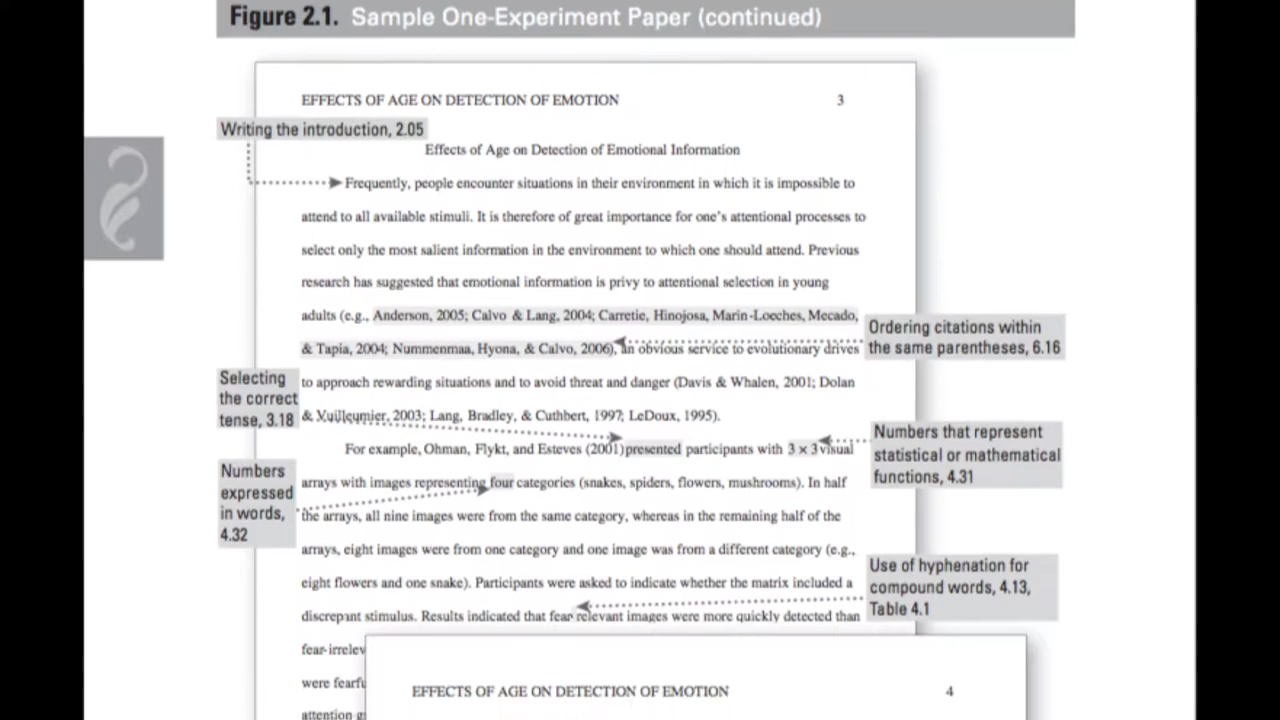 Figure 2.1. Sample One-Experiment Paper (continued)
EFFECTS OF AGE ON DETECTION OF EMOTION 3
Writing the introduction, 2.05
Effects of Age on Detection of Emotional Information
Frequently, people encounter situations in their environment in which it is impossible to
attend to all available stimuli. It is therefore of great importance for one's attentional processes to
select only the most salient information in the environment to which one should attend. Previous
research has suggested that emotional information is privy to attentional selection in young
adults (e.g., Anderson, 2005; Calvo & Lang, 2004; Carretie, Hinojosa, Marin-Loeches, Mecado,
& Tapia, 2004; Nummenmaa, Hyona, & Calvo, 2006), an obvious service to evolutionary drives
to approach rewarding situations and to avoid threat and danger (Davis & Whalen, 2001; Dolan
& Vuilleumier, 2003; Lang, Bradley, & Cuthbert, 1997; LeDoux, 1995).
Ordering citations within
the same parentheses, 6.16
Selecting
the correct
tense, 3.18
For example, Ohman, Flykt, and Esteves (2001) presented participants with 3 × 3 visual
arrays with images representing four categories (snakes, spiders, flowers, mushrooms). In half
the arrays, all nine images were from the same category, whereas in the remaining half of the
arrays, eight images were from one category and one image was from a different category (e.g.,
eight flowers and one snake). Participants were asked to indicate whether the matrix included a
discrepant stimulus. Results indicated that fear relevant images were more quickly detected than
fear-irrelev
were fearfu
attention g
Numbers that represent
statistical or mathematical
functions, 4.31
Numbers
expressed
in words,
4.32
Use of hyphenation for
compound words, 4.13,
Table 4.1
EFFECTS OF AGE ON DETECTION OF EMOTION 4